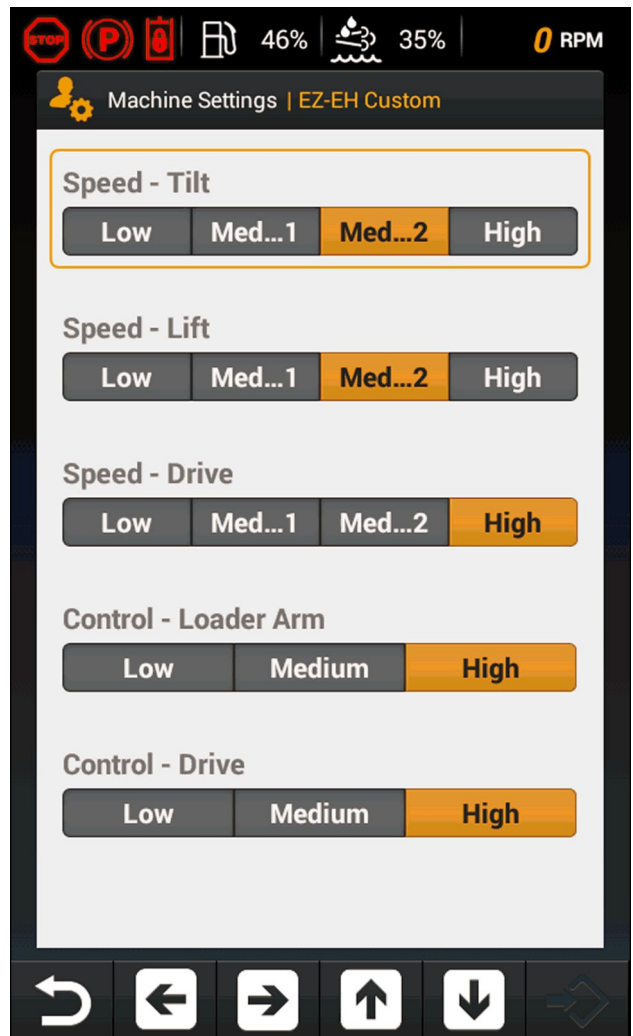 STOP P 46% 35% 0 RPM
Machine Settings | EZ-EH Custom
Speed - Tilt
Low Med...1 Med...2 High
Speed - Lift
Low Med...1 Med...2 High
Speed - Drive
Low Med...1 Med...2 High
Control - Loader Arm
Low Medium High
Control - Drive
Low Medium High